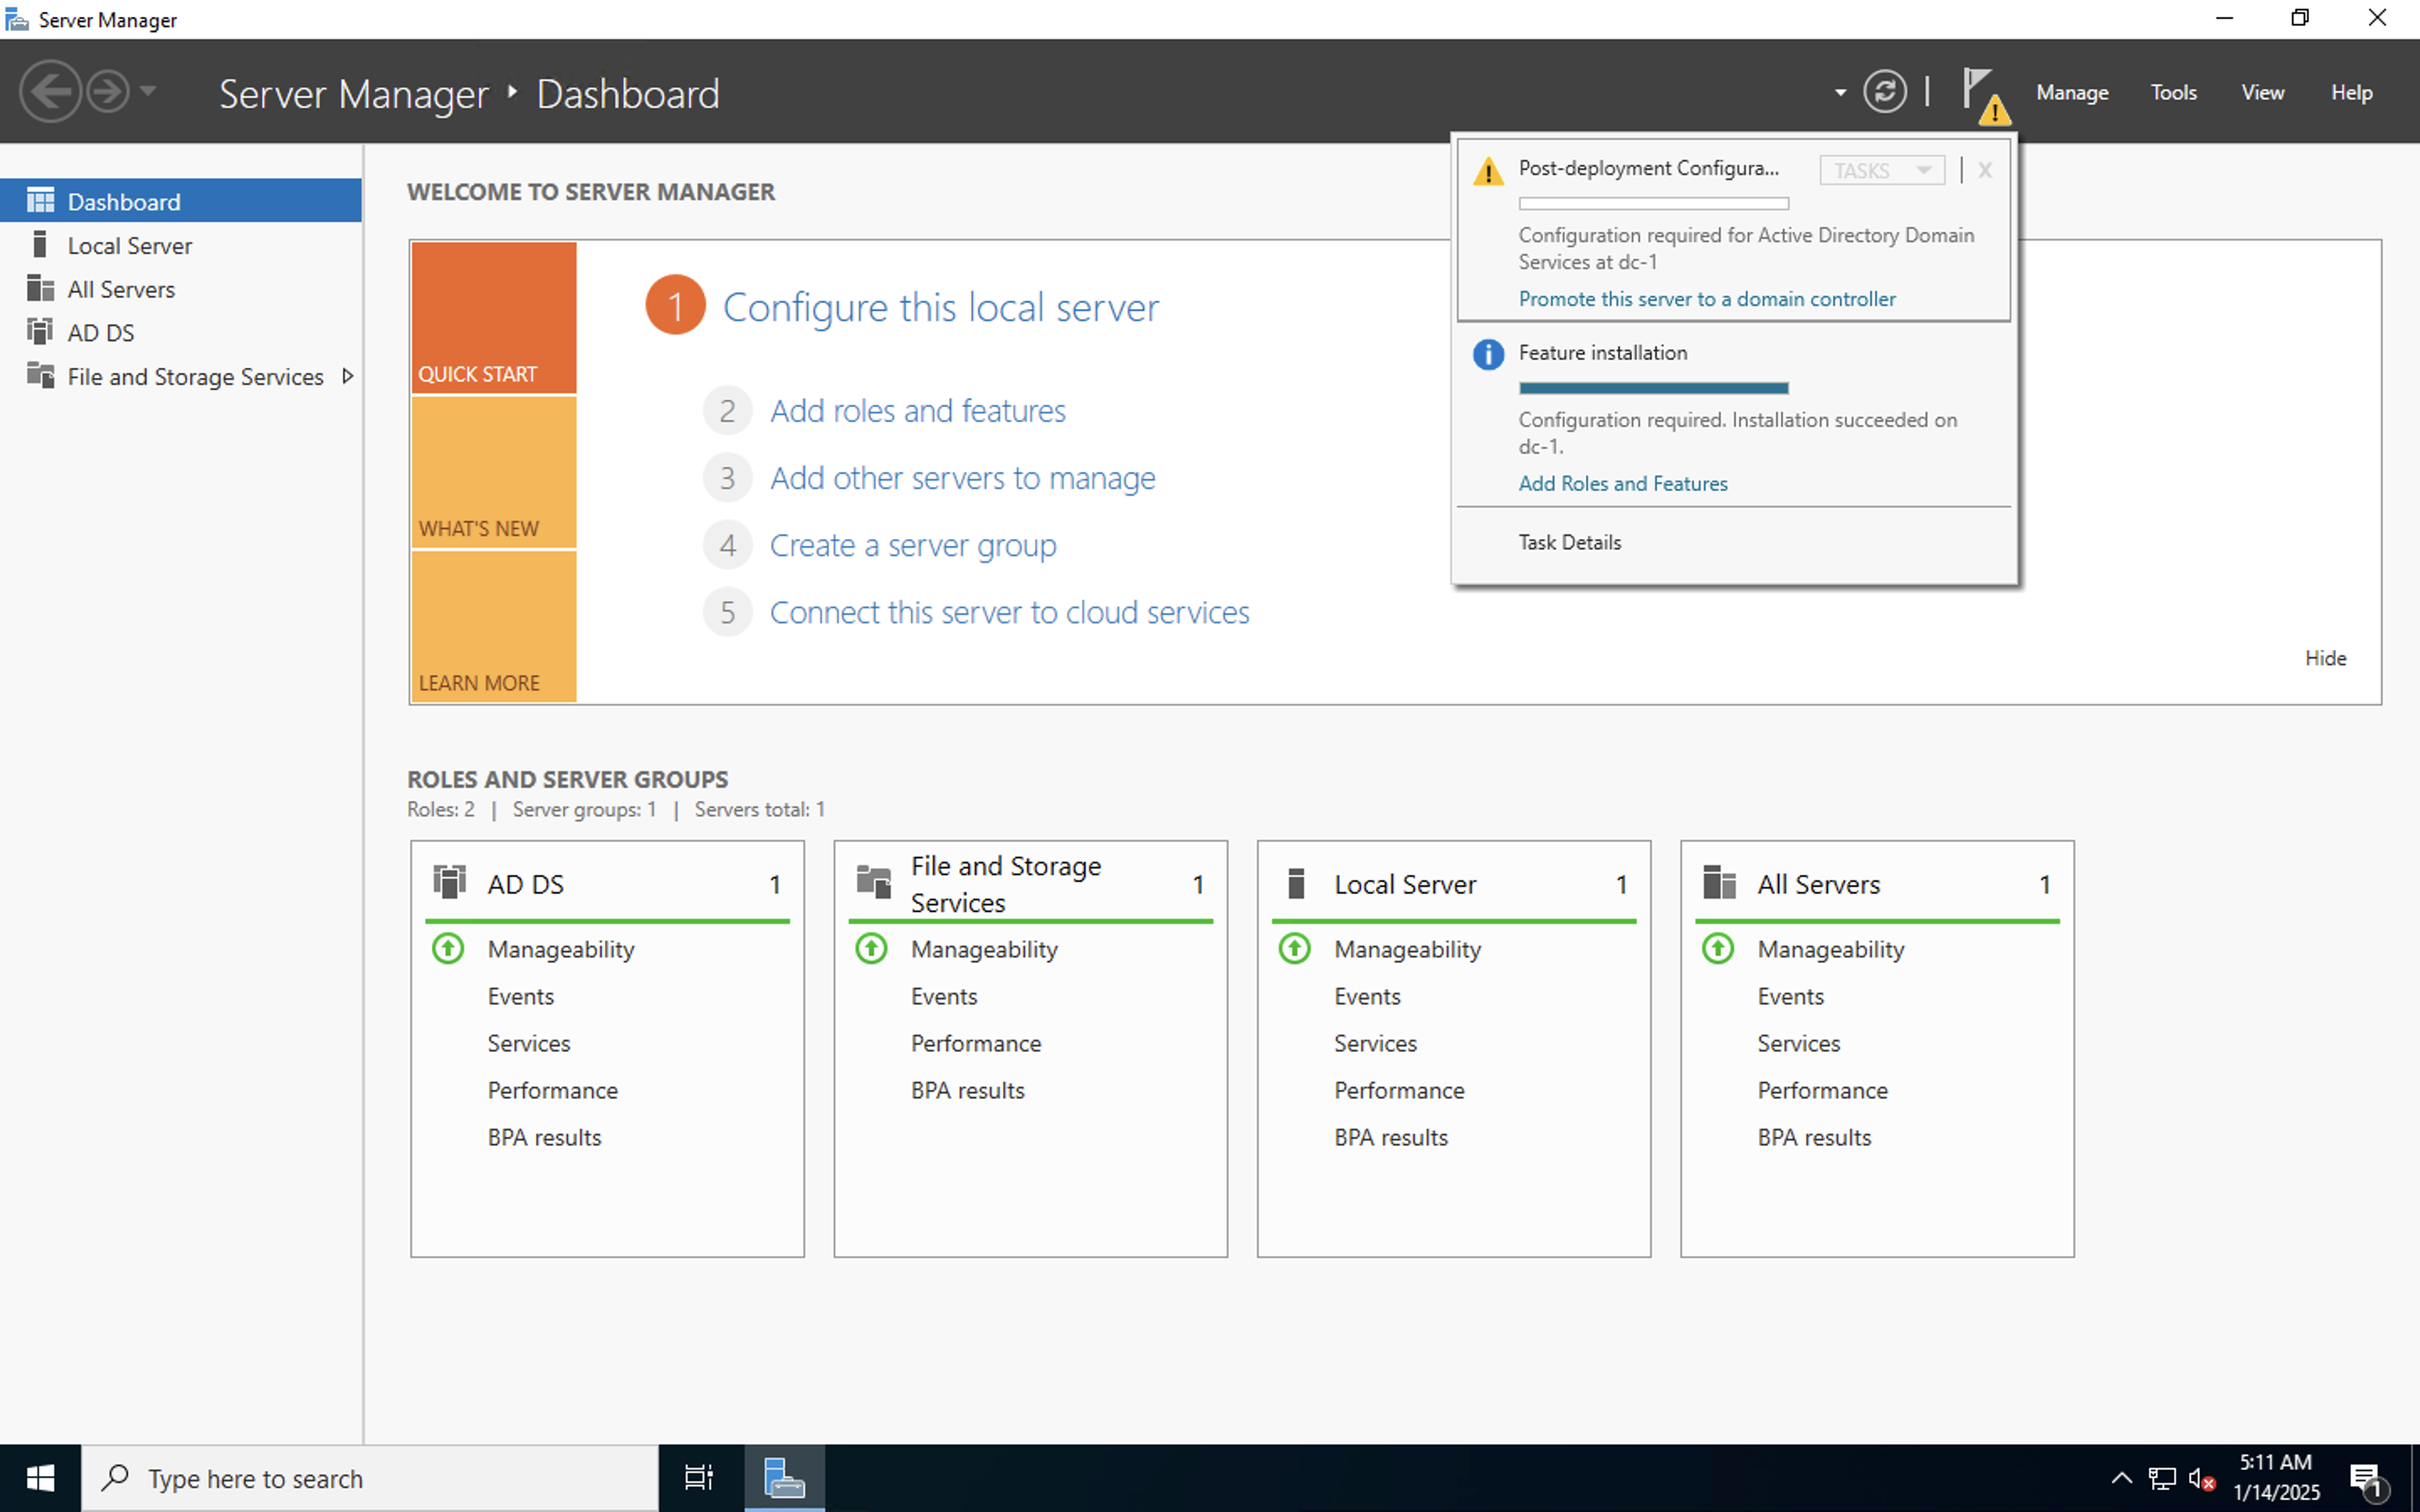 Server Manager
Server Manager
Dashboard
Manage
Tools
View
Help
Dashboard
Local Server
All Servers
AD DS
File and Storage Services
WELCOME TO SERVER MANAGER
QUICK START
WHAT'S NEW
LEARN MORE
1 Configure this local server
2 Add roles and features
3 Add other servers to manage
4 Create a server group
5 Connect this server to cloud services
Hide
Post-deployment Configura...
TASKS
X
Configuration required for Active Directory Domain
Services at dc-1
Promote this server to a domain controller
Feature installation
Configuration required. Installation succeeded on
dc-1.
Add Roles and Features
Task Details
ROLES AND SERVER GROUPS
Roles: 2 | Server groups: 1 | Servers total: 1
AD DS 1
Manageability
Events
Services
Performance
BPA results
File and Storage
Services
1
Manageability
Events
Performance
BPA results
Local Server 1
Manageability
Events
Services
Performance
BPA results
All Servers 1
Manageability
Events
Services
Performance
BPA results
Type here to search
5:11 AM
1/14/2025
1